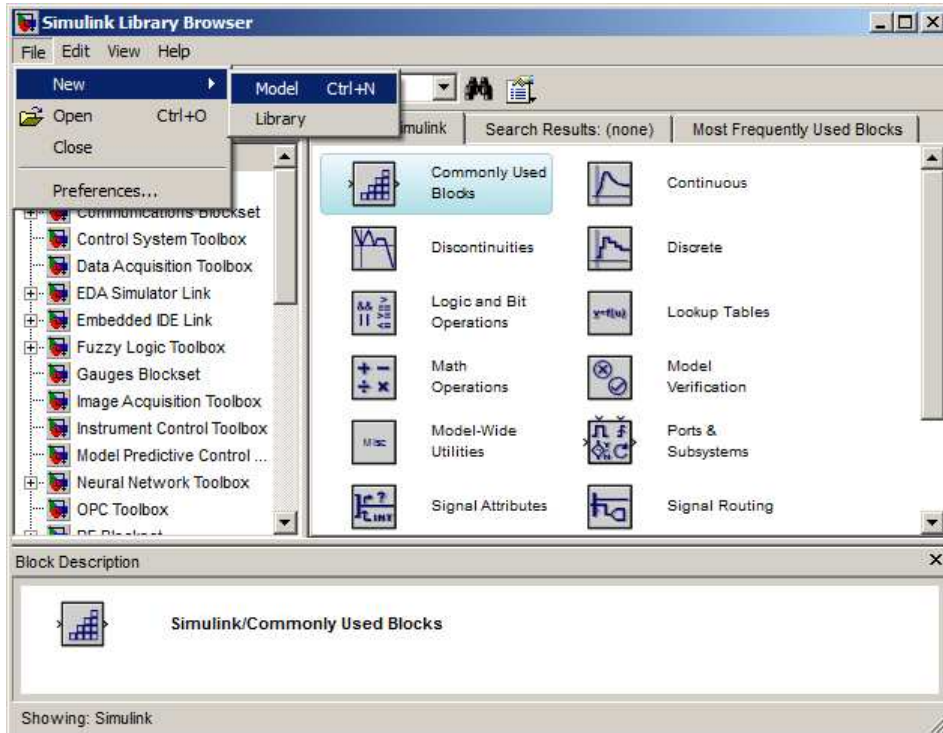 Simulink Library Browser
File Edit View Help
New
Open Ctrl+O
Close
Preferences...
Model Ctrl+N
Library
Search Results: (none)
Most Frequently Used Blocks
Communications Blockset
Control System Toolbox
Data Acquisition Toolbox
EDA Simulator Link
Embedded IDE Link
Fuzzy Logic Toolbox
Gauges Blockset
Image Acquisition Toolbox
Instrument Control Toolbox
Model Predictive Control ...
Neural Network Toolbox
OPC Toolbox
Commonly Used
Blocks
Continuous
Discontinuities
Discrete
Logic and Bit
Operations
y=f(u)
Lookup Tables
Math
Operations
Model
Verification
Misc
Model-Wide
Utilities
Ports &
Subsystems
Signal Attributes
Signal Routing
Block Description
Simulink/Commonly Used Blocks
Showing: Simulink